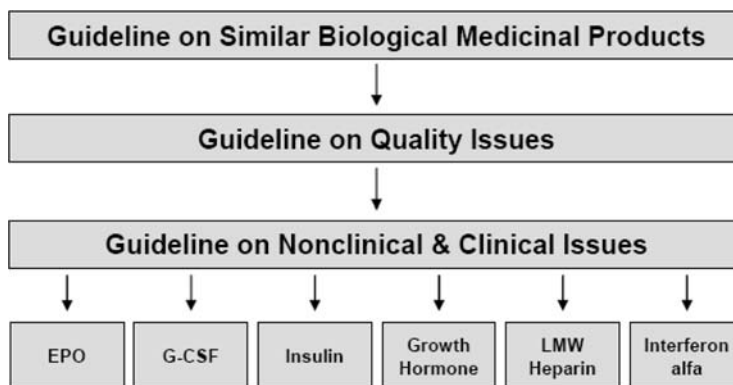 Guideline on Similar Biological Medicinal Products
Guideline on Quality Issues
Guideline on Nonclinical & Clinical Issues
EPO
G-CSF
Insulin
Growth
Hormone
LMW
Heparin
Interferon
alfa